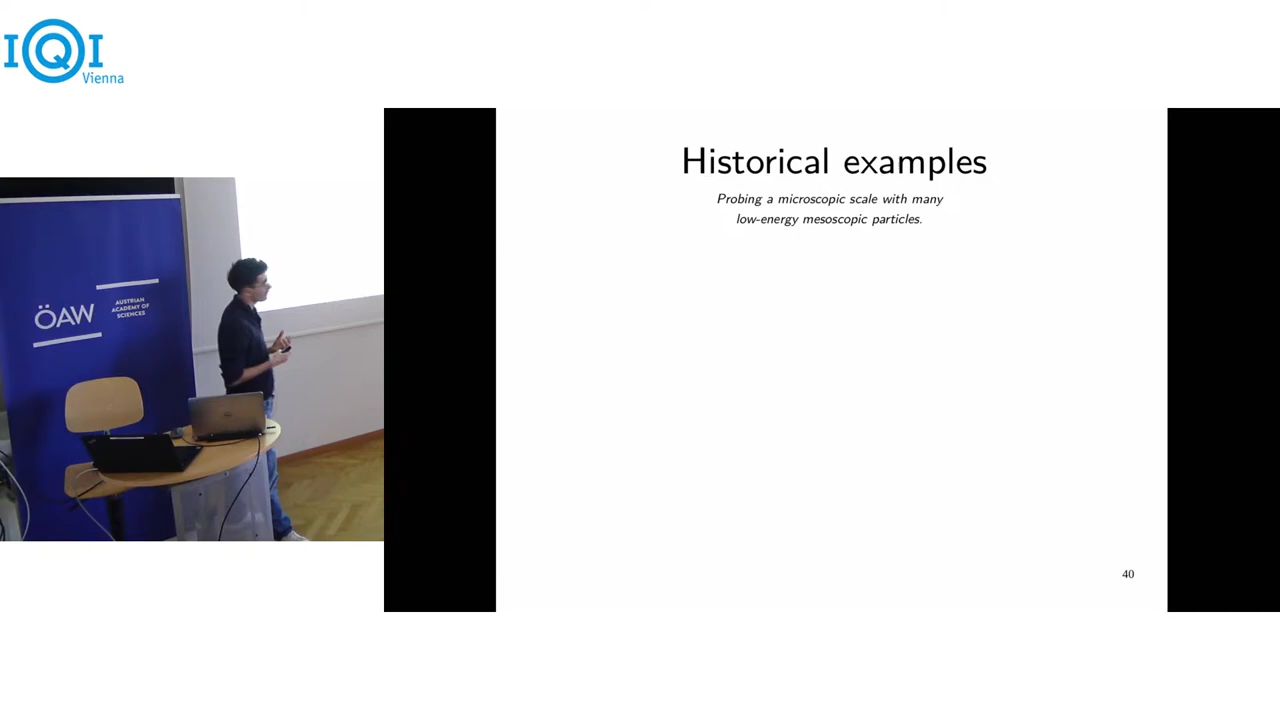 IQI
Vienna
ÖAW
AUSTRIAN
ACADEMY OF
SCIENCES
Historical examples
Probing a microscopic scale with many
low-energy mesoscopic particles.
40